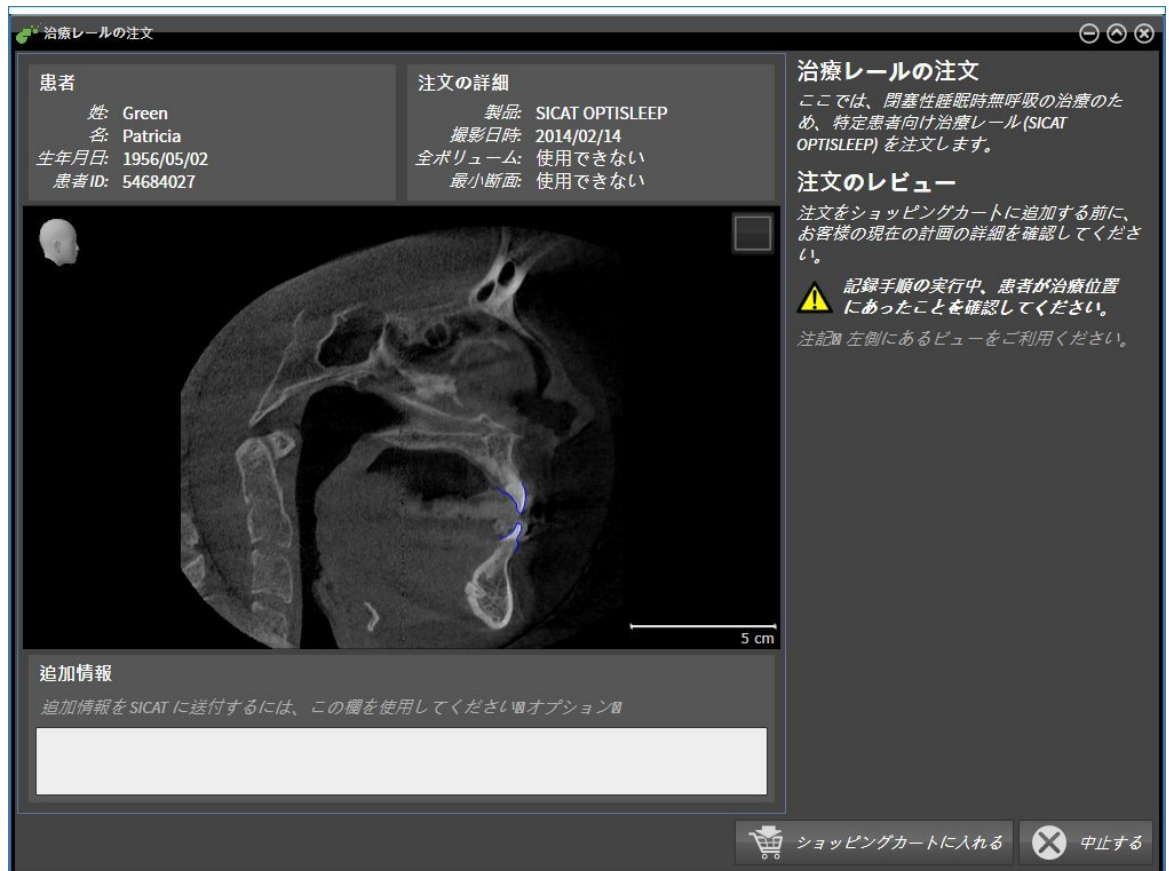 治療レールの注文
患者
姓: Green
名: Patricia
生年月日: 1956/05/02
患者ID: 54684027
注文の詳細
製品: SICAT OPTISLEEP
撮影日時: 2014/02/14
全ボリューム: 使用できない
最小断面: 使用できない
5 cm
追加情報
追加情報を SICAT に送付するには、この欄を使用してください オプション
治療レールの注文
ここでは、閉塞性睡眠時無呼吸の治療のた
め、特定患者向け治療レール (SICAT
OPTISLEEP) を注文します。
注文のレビュー
注文をショッピングカートに追加する前に、
お客様の現在の計画の詳細を確認してくださ
い。
記録手順の実行中、患者が治療位置
にあったことを確認してください。
注記 左側にあるビューをご利用ください。
ショッピングカートに入れる
中止する